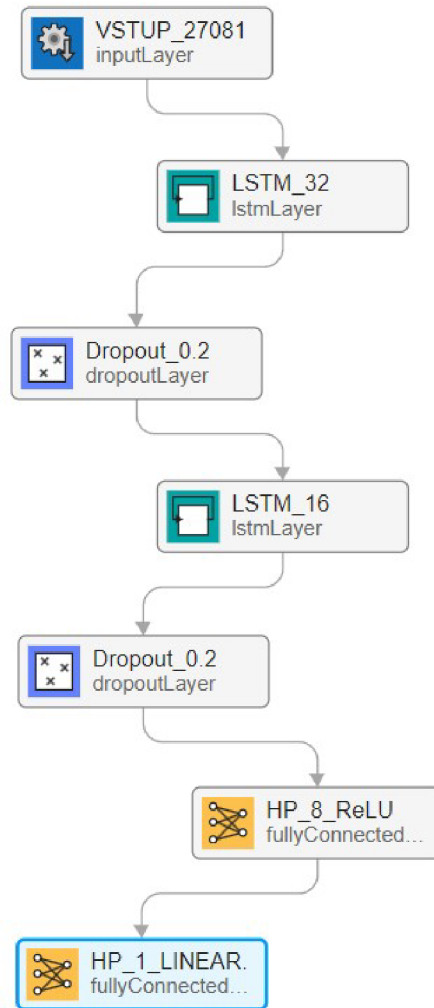 VSTUP_27081
inputLayer
LSTM_32
lstmLayer
Dropout_0.2
dropoutLayer
LSTM_16
lstmLayer
Dropout_0.2
dropoutLayer
HP_8_ReLU
fullyConnected...
HP_1_LINEAR.
fullyConnected...